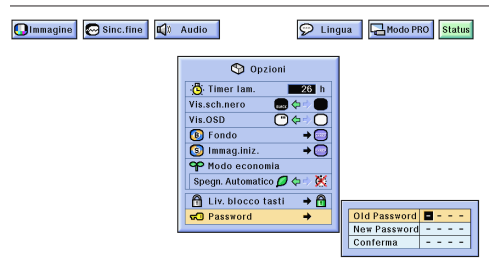 Immagine Sinc.fine Audio Lingua Modo PRO Status
Opzioni
Timer lam. 26 h
Vis.sch.nero
Vis.OSD
Fondo
Immag.iniz.
Modo economia
Spegn. Automatico
Liv. blocco tasti
Password
Old Password - - - -
New Password - - - -
Conferma - - - -